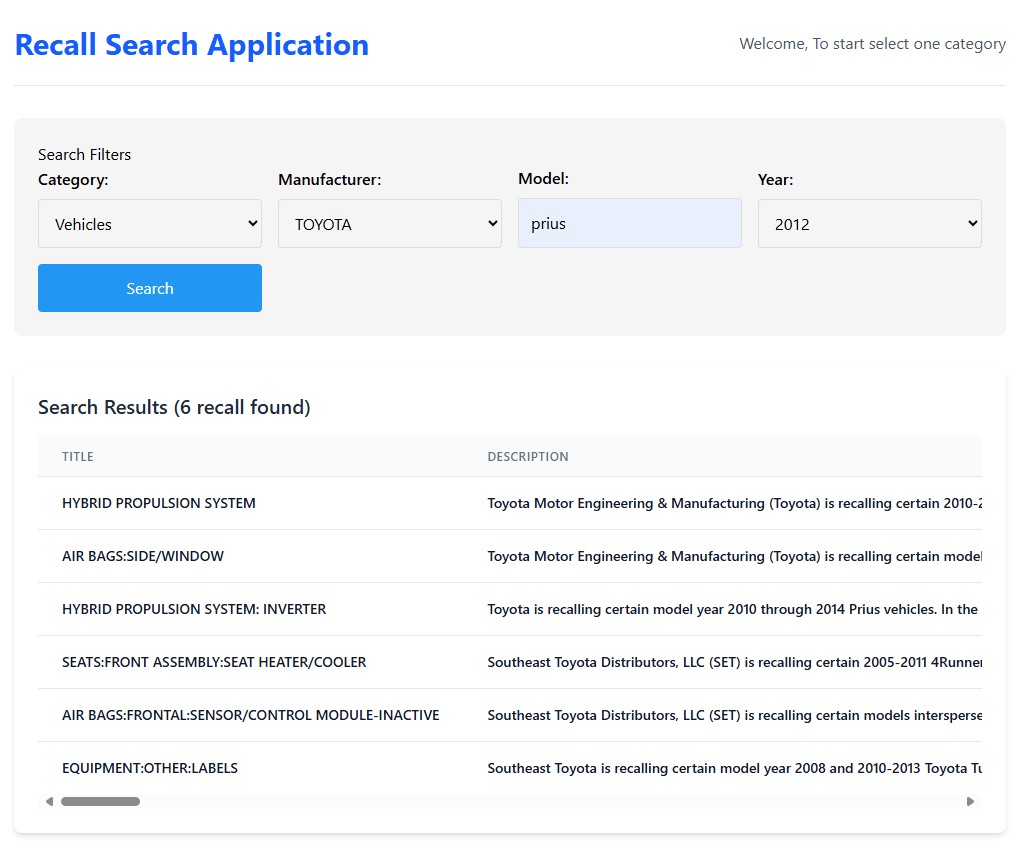 Recall Search Application
Welcome, To start select one category
Search Filters
Category:
Manufacturer:
Model:
Year:
Vehicles
TOYOTA
prius
2012
Search
Search Results (6 recall found)
TITLE
DESCRIPTION
HYBRID PROPULSION SYSTEM
Toyota Motor Engineering & Manufacturing (Toyota) is recalling certain 2010-2
AIR BAGS:SIDE/WINDOW
Toyota Motor Engineering & Manufacturing (Toyota) is recalling certain model
HYBRID PROPULSION SYSTEM: INVERTER
Toyota is recalling certain model year 2010 through 2014 Prius vehicles. In the
SEATS:FRONT ASSEMBLY:SEAT HEATER/COOLER
Southeast Toyota Distributors, LLC (SET) is recalling certain 2005-2011 4Runner
AIR BAGS:FRONTAL:SENSOR/CONTROL MODULE-INACTIVE
Southeast Toyota Distributors, LLC (SET) is recalling certain models intersperse
EQUIPMENT:OTHER:LABELS
Southeast Toyota is recalling certain model year 2008 and 2010-2013 Toyota Tu